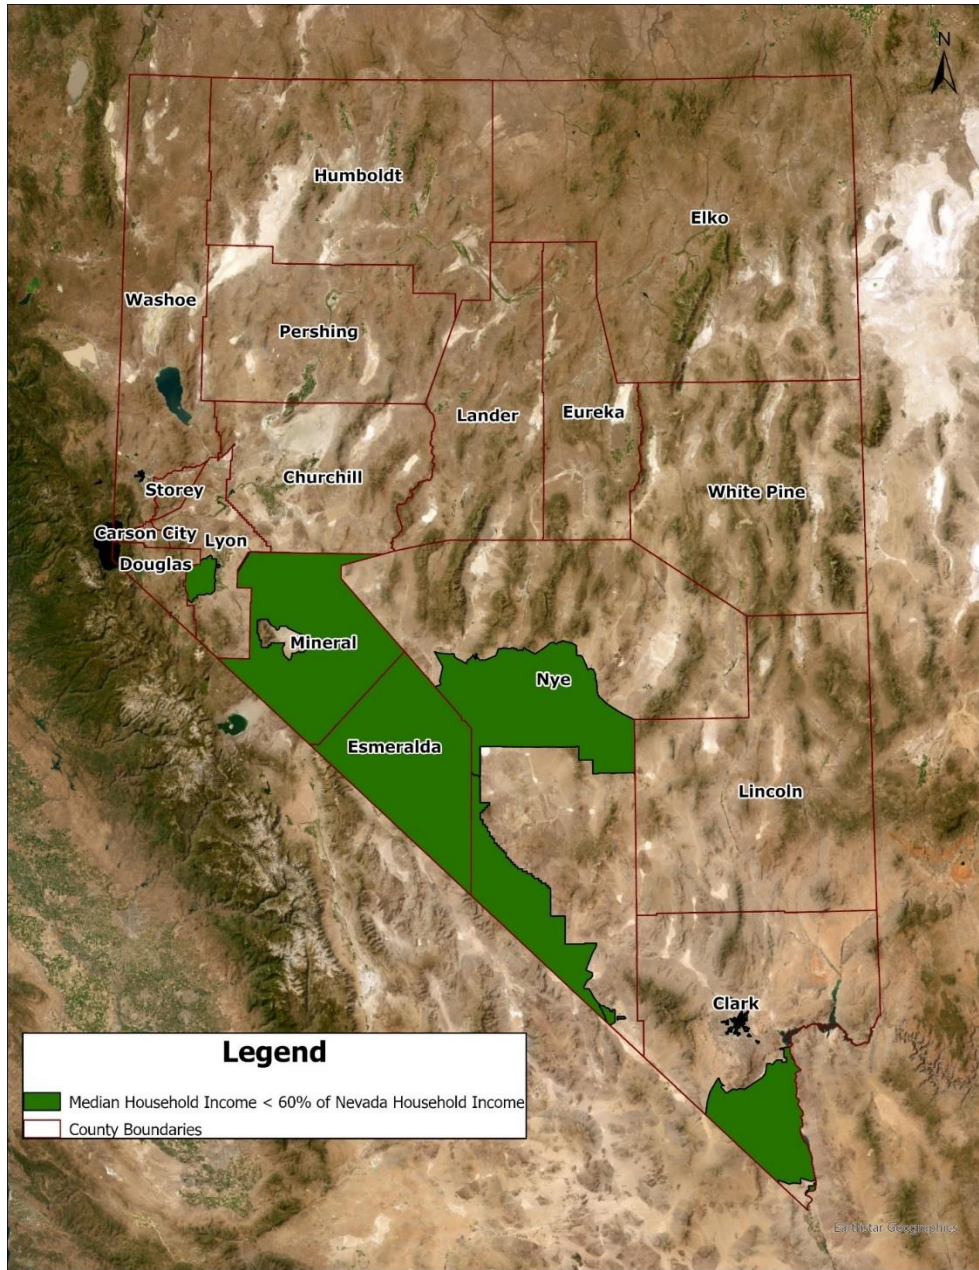 N
Humboldt
Elko
Washoe
Pershing
Lander
Eureka
Churchill
Storey
White Pine
Carson City
Lyon
Douglas
Mineral
Nye
Esmeralda
Lincoln
Clark
Legend
Median Household Income < 60% of Nevada Household Income
County Boundaries
Earthstar Geographics